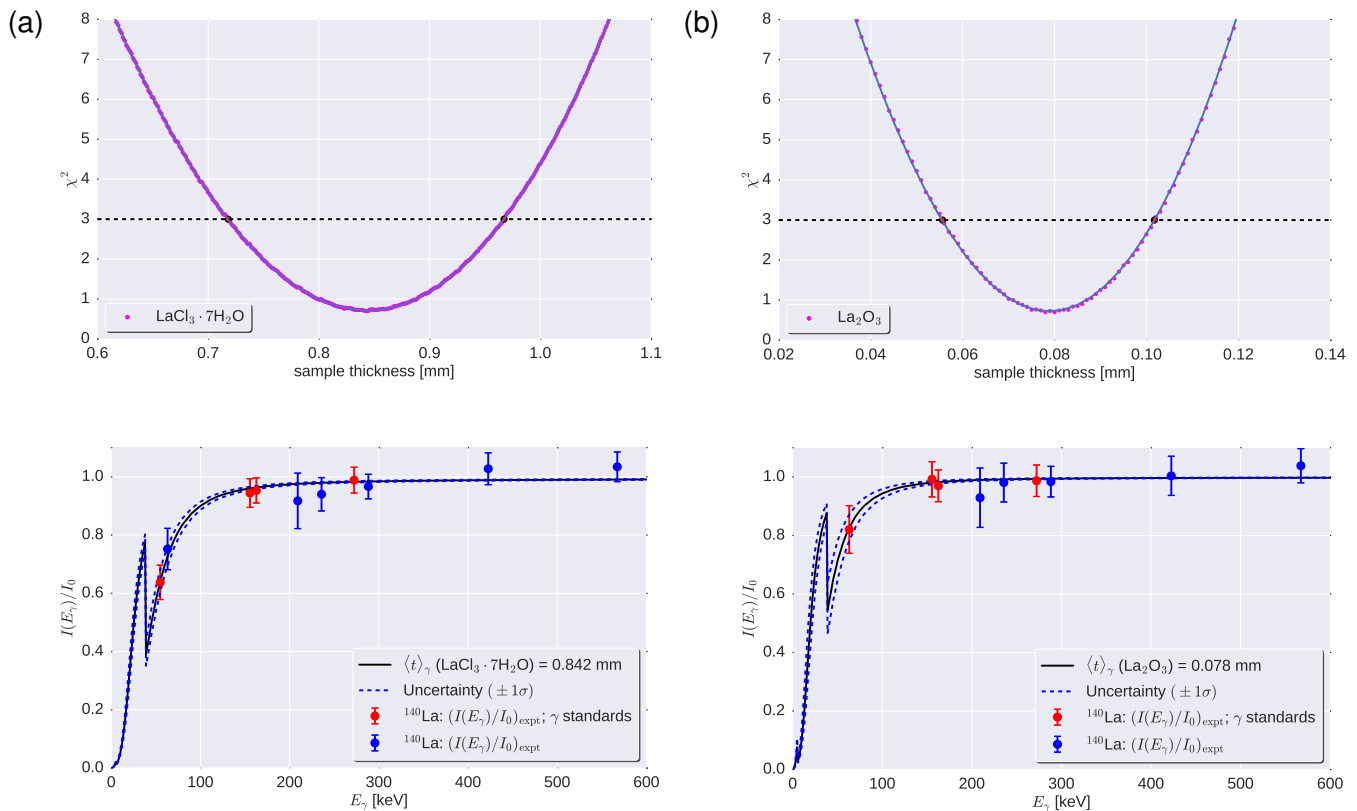 (a)
8
7
6
5
4
3
2
1
0
χ²
LaCl₃ · 7H₂O
0.6 0.7 0.8 0.9 1.0 1.1
sample thickness [mm]
(b)
8
7
6
5
4
3
2
1
0
χ²
La₂O₃
0.02 0.04 0.06 0.08 0.10 0.12 0.14
sample thickness [mm]
1.0
0.8
0.6
0.4
0.2
0.0
I(Eγ)/I₀
⟨t⟩γ (LaCl₃ · 7H₂O) = 0.842 mm
Uncertainty (±1σ)
¹⁴⁰La: (I(Eγ)/I₀)expt; γ standards
¹⁴⁰La: (I(Eγ)/I₀)expt
0 100 200 300 400 500 600
Eγ [keV]
1.0
0.8
0.6
0.4
0.2
0.0
I(Eγ)/I₀
⟨t⟩γ (La₂O₃) = 0.078 mm
Uncertainty (±1σ)
¹⁴⁰La: (I(Eγ)/I₀)expt; γ standards
¹⁴⁰La: (I(Eγ)/I₀)expt
0 100 200 300 400 500 600
Eγ [keV]